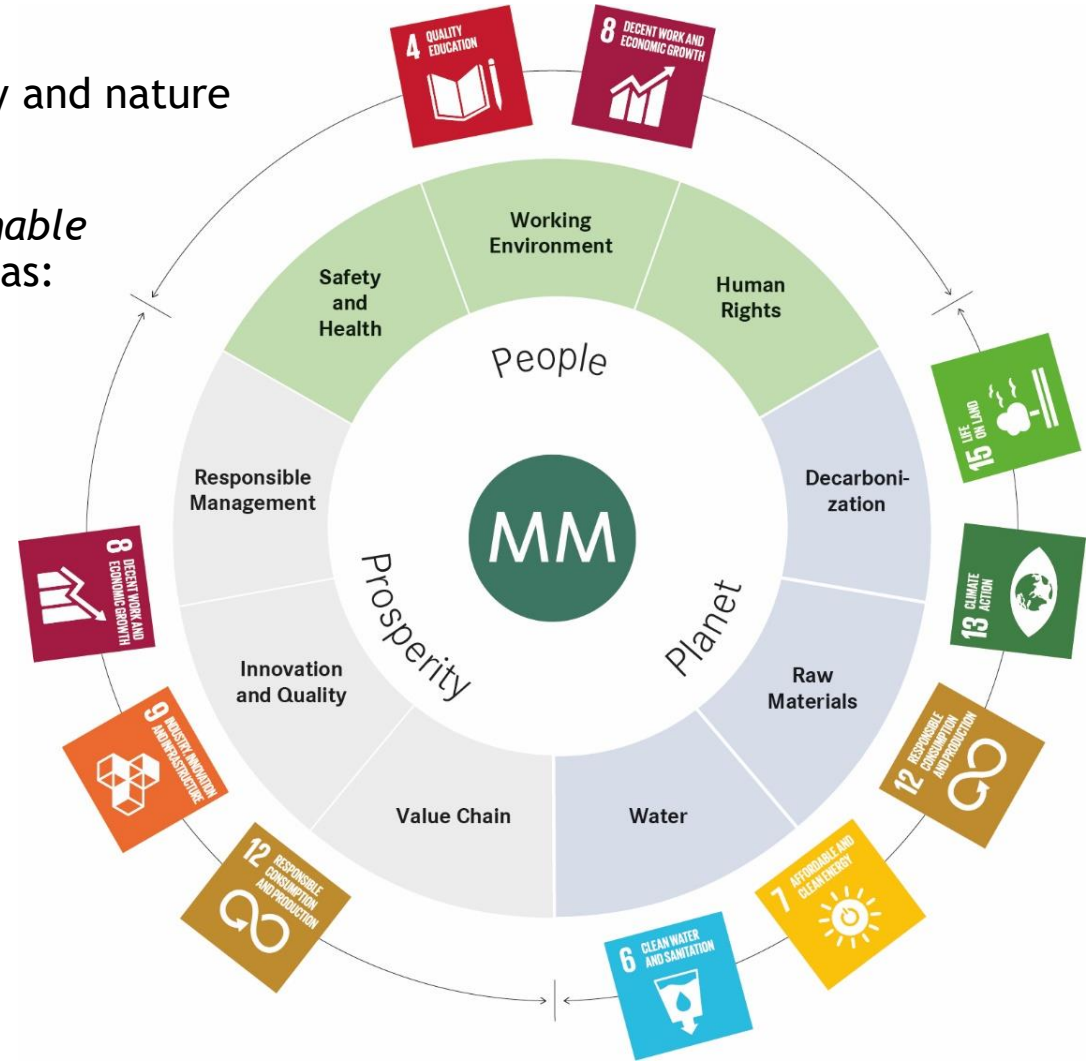 y and nature
nable
as:
4 QUALITY
EDUCATION
8 DECENT WORK AND
ECONOMIC GROWTH
Working
Environment
Safety
and
Health
Human
Rights
People
15 LIFE
ON LAND
Responsible
Management
Decarboni-
zation
MM
8 DECENT WORK AND
ECONOMIC GROWTH
13 CLIMATE
ACTION
Prosperity
Planet
Innovation
and Quality
Raw
Materials
9 INDUSTRY, INNOVATION
AND INFRASTRUCTURE
12 RESPONSIBLE
CONSUMPTION
AND PRODUCTION
Value Chain
Water
12 RESPONSIBLE
CONSUMPTION
AND PRODUCTION
7 AFFORDABLE AND
CLEAN ENERGY
6 CLEAN WATER
AND SANITATION